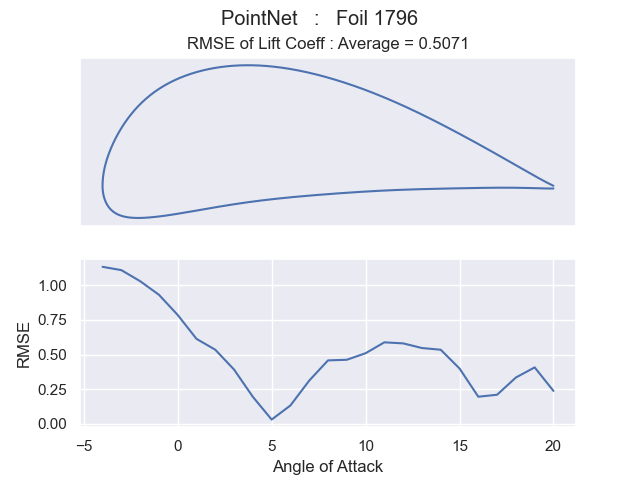 PointNet : Foil 1796
RMSE of Lift Coeff : Average = 0.5071
1.00
0.75
0.50
0.25
0.00
RMSE
−5 0 5 10 15 20
Angle of Attack